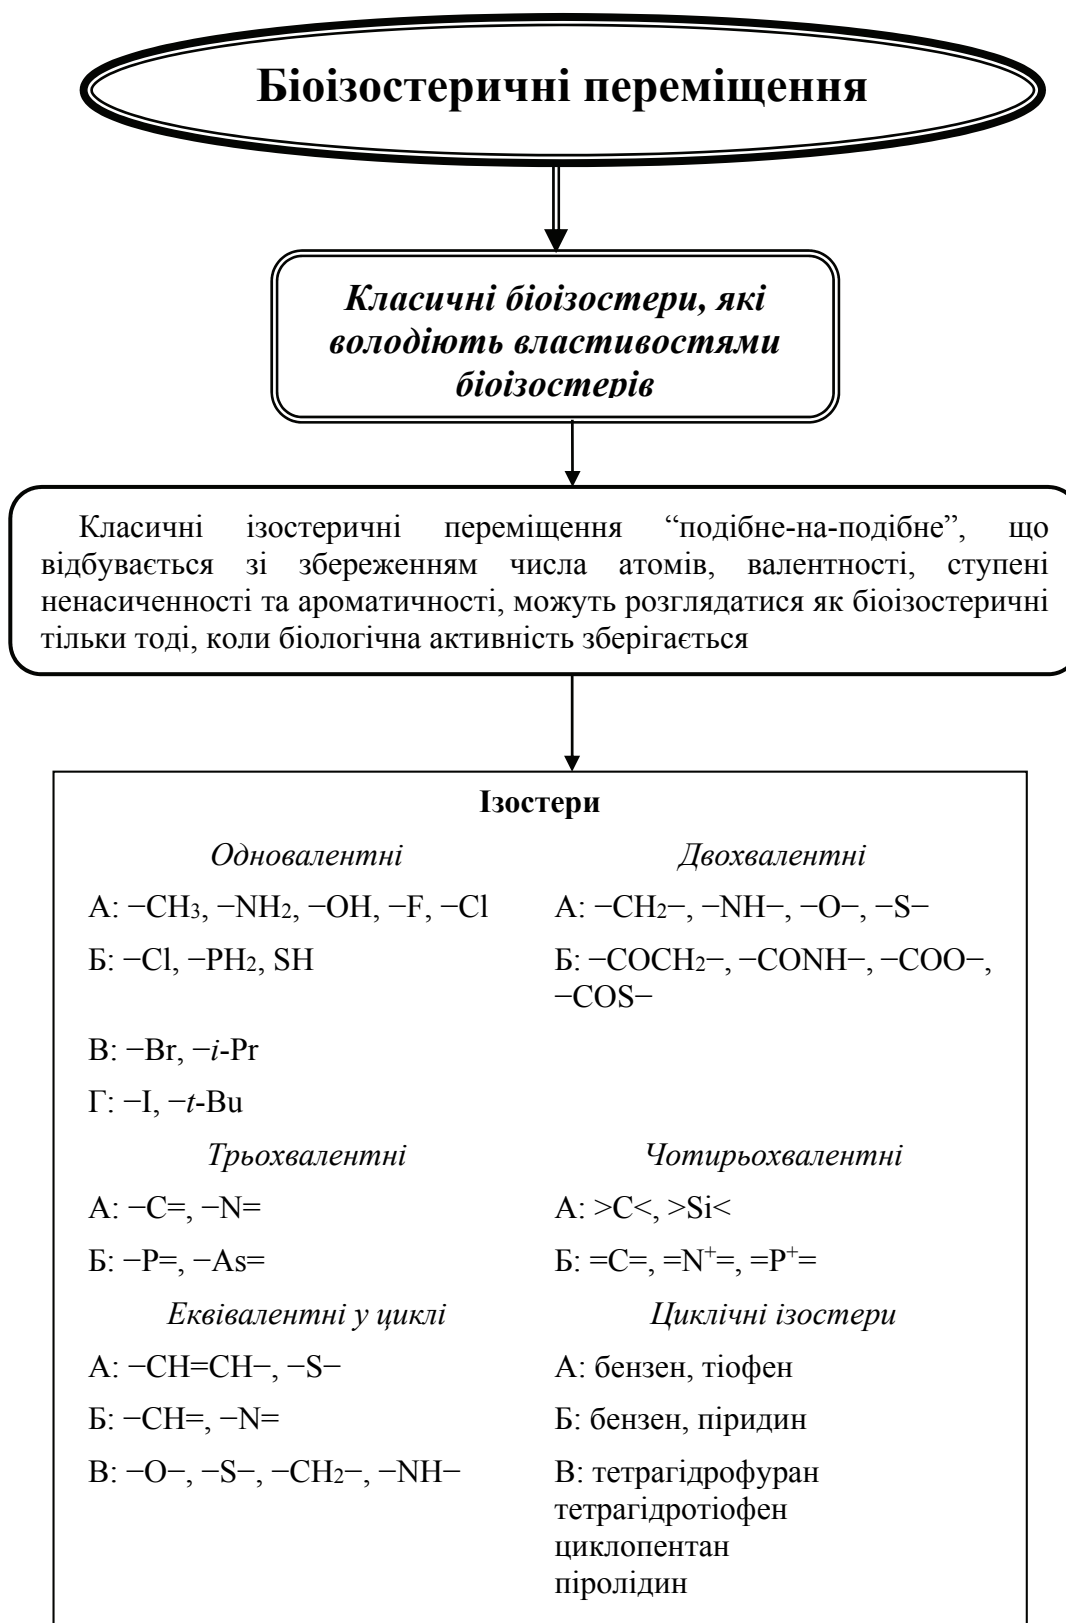 Біоізостеричні переміщення
Класичні біоізостери, які
володіють властивостями
біоізостерів
Класичні ізостеричні переміщення “подібне-на-подібне”, що
відбувається зі збереженням числа атомів, валентності, ступені
ненасиченності та ароматичності, можуть розглядатися як біоізостеричні
тільки тоді, коли біологічна активність зберігається
Ізостери
Одновалентні
А: −CH₃, −NH₂, −OH, −F, −Cl
Б: −Cl, −PH₂, SH
В: −Br, −i-Pr
Г: −I, −t-Bu
Двохвалентні
А: −CH₂−, −NH−, −O−, −S−
Б: −COCH₂−, −CONH−, −COO−,
−COS−
Трьохвалентні
А: −C=, −N=
Б: −P=, −As=
Чотирьохвалентні
А: >C<, >Si<
Б: =C=, =N⁺=, =P⁺=
Еквівалентні у циклі
А: −CH=CH−, −S−
Б: −CH=, −N=
В: −O−, −S−, −CH₂−, −NH−
Циклічні ізостери
А: бензен, тіофен
Б: бензен, піридин
В: тетрагідрофуран
тетрагідротіофен
циклопентан
піролідин